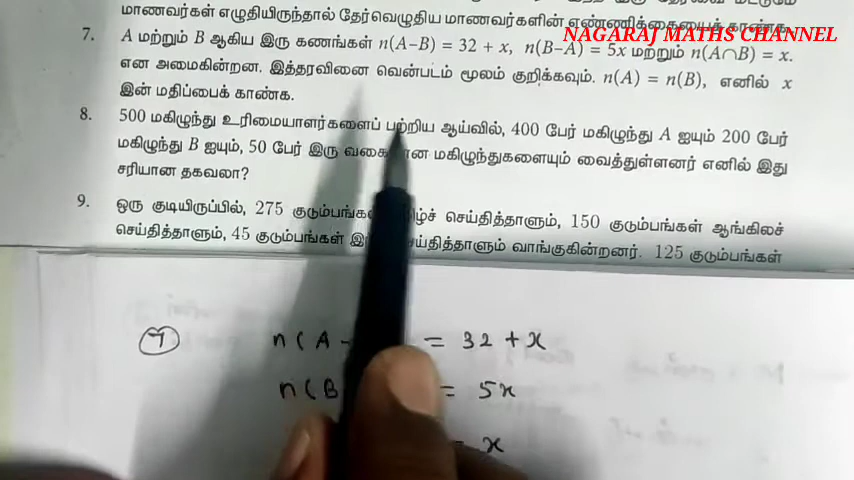 மாணவர்கள் எழுதியிருந்தால் தேர்வெழுதிய மாணவர்களின் எண்ணிக்கையைக் காண்க.
NAGARAJ MATHS CHANNEL
7. A மற்றும் B ஆகிய இரு கணங்கள் n(A–B) = 32 + x, n(B–A) = 5x மற்றும் n(A∩B) = x.
என அமைகின்றன. இத்தரவினை வென்படம் மூலம் குறிக்கவும். n(A) = n(B), எனில் x
இன் மதிப்பைக் காண்க.
8. 500 மகிழுந்து உரிமையாளர்களைப் பற்றிய ஆய்வில், 400 பேர் மகிழுந்து A ஐயும் 200 பேர்
மகிழுந்து B ஐயும், 50 பேர் இரு மகிழுந்துகளையும் வைத்துள்ளனர் எனில் இது
சரியான தகவலா?
9. ஒரு குடியிருப்பில், 275 செய்தித்தாளும், 150 குடும்பங்கள் ஆங்கிலச்
செய்தித்தாளும், 45 குடும்பங்கள் வாங்குகின்றனர். 125 குடும்பங்கள்
7 n(A – = 32 + x
n(B = 5x
= x